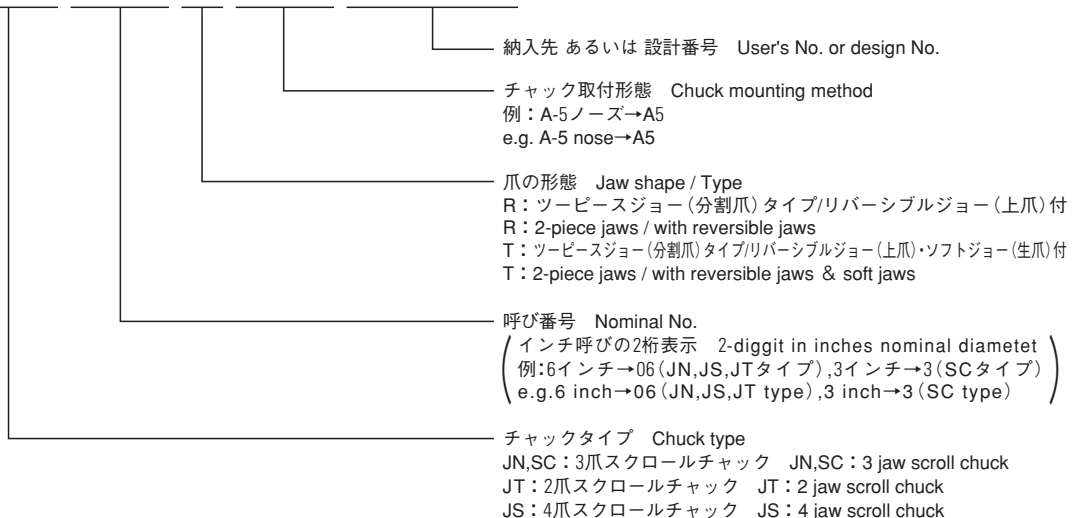 納入先 あるいは 設計番号 User's No. or design No.
チャック取付形態 Chuck mounting method
例：A-5ノーズ→A5
e.g. A-5 nose→A5
爪の形態 Jaw shape / Type
R：ツーピースジョー（分割爪）タイプ/リバーシブルジョー（上爪）付
R：2-piece jaws / with reversible jaws
T：ツーピースジョー（分割爪）タイプ/リバーシブルジョー（上爪）・ソフトジョー（生爪）付
T：2-piece jaws / with reversible jaws ＆ soft jaws
呼び番号 Nominal No.
インチ呼びの2桁表示 2-diggit in inches nominal diametet
例：6インチ→06（JN,JS,JTタイプ）,3インチ→3（SCタイプ）
e.g.6 inch→06（JN,JS,JT type）,3 inch→3（SC type）
チャックタイプ Chuck type
JN,SC：3爪スクロールチャック JN,SC：3 jaw scroll chuck
JT：2爪スクロールチャック JT：2 jaw scroll chuck
JS：4爪スクロールチャック JS：4 jaw scroll chuck